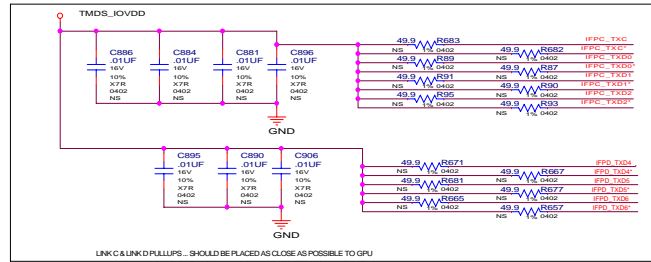 TMDS_IOVDD
C886
.01UF
16V
10%
X7R
0402
NS
C884
.01UF
16V
10%
X7R
0402
NS
C881
.01UF
16V
10%
X7R
0402
NS
C896
.01UF
16V
10%
X7R
0402
NS
GND
49.9 R683 IFPC_TXC
NS 1% 0402
49.9 R682 IFPC_TXC*
NS 1% 0402
49.9 R89 IFPC_TXD0
NS 1% 0402
49.9 R87 IFPC_TXD0*
NS 1% 0402
49.9 R91 IFPC_TXD1
NS 1% 0402
49.9 R90 IFPC_TXD1*
NS 1% 0402
49.9 R95 IFPC_TXD2
NS 1% 0402
49.9 R93 IFPC_TXD2*
NS 1% 0402
C895
.01UF
16V
10%
X7R
0402
NS
C890
.01UF
16V
10%
X7R
0402
NS
C906
.01UF
16V
10%
X7R
0402
NS
GND
49.9 R671 IFPD_TXD4
NS 1% 0402
49.9 R667 IFPD_TXD4*
NS 1% 0402
49.9 R681 IFPD_TXD5
NS 1% 0402
49.9 R677 IFPD_TXD5*
NS 1% 0402
49.9 R665 IFPD_TXD6
NS 1% 0402
49.9 R657 IFPD_TXD6*
NS 1% 0402
LINK C & LINK D PULLUPS ... SHOULD BE PLACED AS CLOSE AS POSSIBLE TO GPU